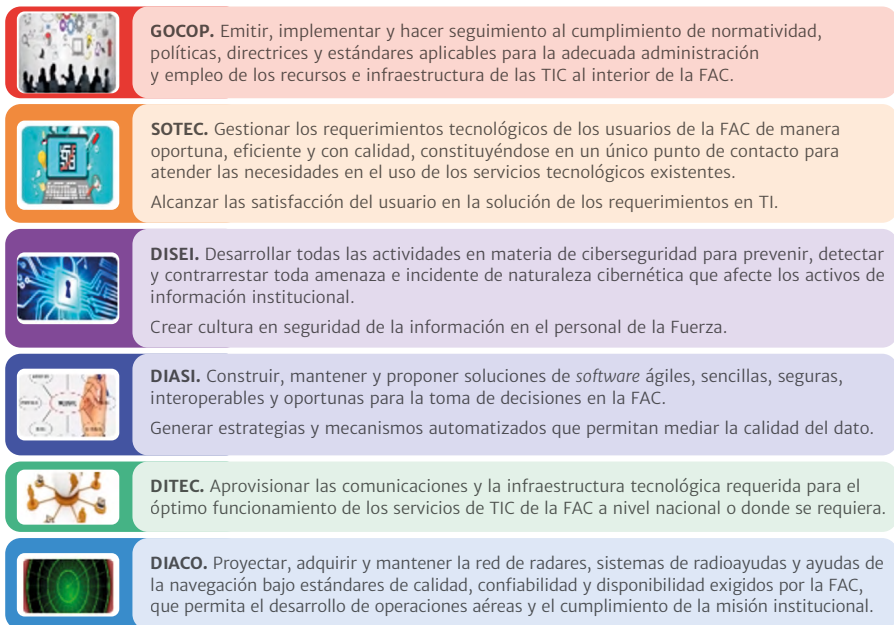 GOCOP. Emitir, implementar y hacer seguimiento al cumplimiento de normatividad,
políticas, directrices y estándares aplicables para la adecuada administración
y empleo de los recursos e infraestructura de las TIC al interior de la FAC.
SOTEC. Gestionar los requerimientos tecnológicos de los usuarios de la FAC de manera
oportuna, eficiente y con calidad, constituyéndose en un único punto de contacto para
atender las necesidades en el uso de los servicios tecnológicos existentes.
Alcanzar las satisfacción del usuario en la solución de los requerimientos en TI.
DISEI. Desarrollar todas las actividades en materia de ciberseguridad para prevenir, detectar
y contrarrestar toda amenaza e incidente de naturaleza cibernética que afecte los activos de
información institucional.
Crear cultura en seguridad de la información en el personal de la Fuerza.
DIASI. Construir, mantener y proponer soluciones de software ágiles, sencillas, seguras,
interoperables y oportunas para la toma de decisiones en la FAC.
Generar estrategias y mecanismos automatizados que permitan mediar la calidad del dato.
DITEC. Aprovisionar las comunicaciones y la infraestructura tecnológica requerida para el
óptimo funcionamiento de los servicios de TIC de la FAC a nivel nacional o donde se requiera.
DIACO. Proyectar, adquirir y mantener la red de radares, sistemas de radioayudas y ayudas de
la navegación bajo estándares de calidad, confiabilidad y disponibilidad exigidos por la FAC,
que permita el desarrollo de operaciones aéreas y el cumplimiento de la misión institucional.